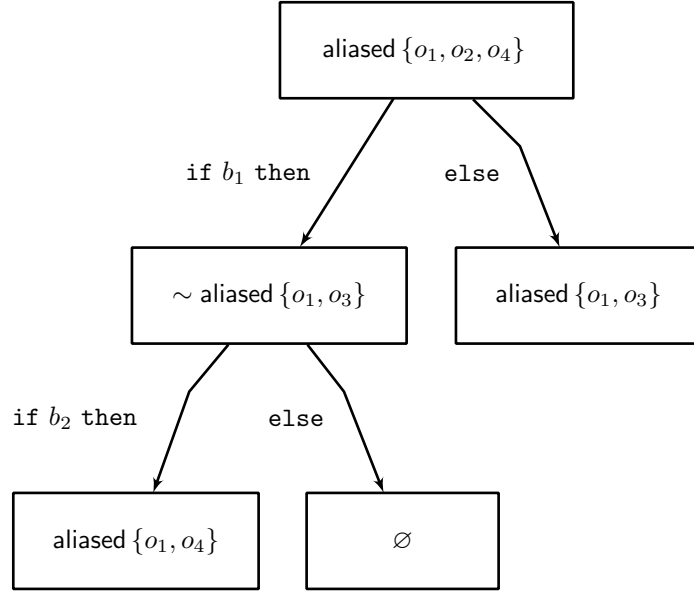 aliased {o₁, o₂, o₄}
if b₁ then
else
∼ aliased {o₁, o₃}
aliased {o₁, o₃}
if b₂ then
else
aliased {o₁, o₄}
∅